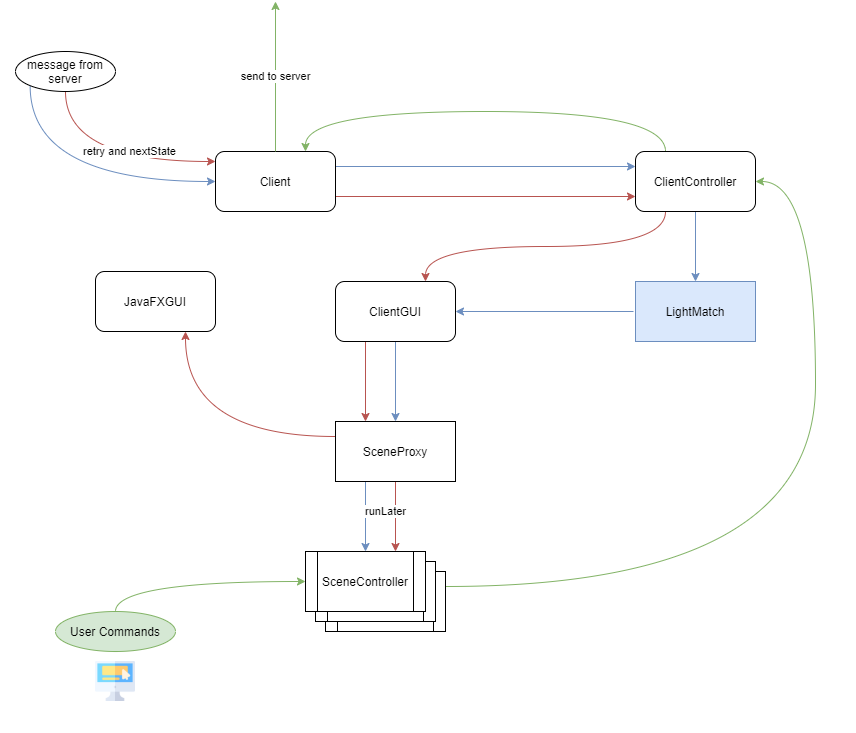 message from
server
send to server
retry and nextState
Client
ClientController
JavaFXGUI
ClientGUI
LightMatch
SceneProxy
runLater
SceneController
User Commands